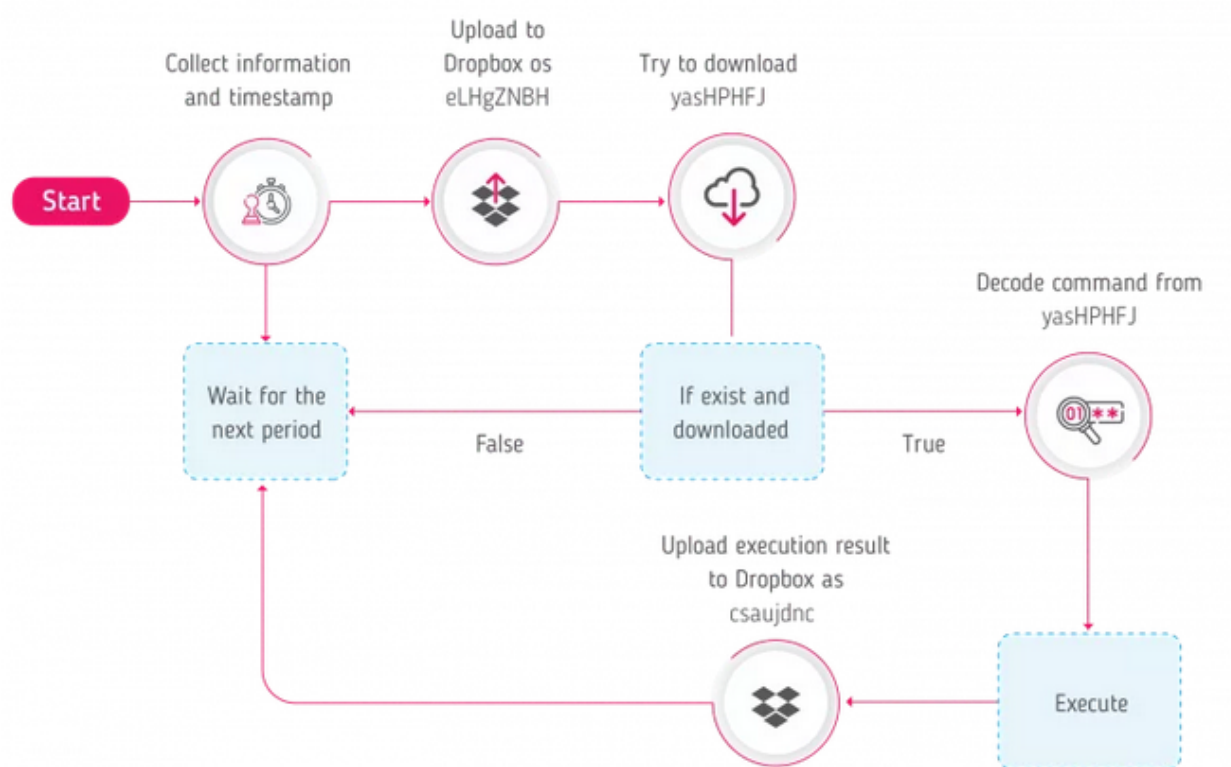 Upload to
Dropbox os
eLHgZNBH
Collect information
and timestamp
Try to download
yasHPHFJ
Start
Decode command from
yasHPHFJ
01**
Wait for the
next period
If exist and
downloaded
False
True
Upload execution result
to Dropbox as
csaujdnc
Execute